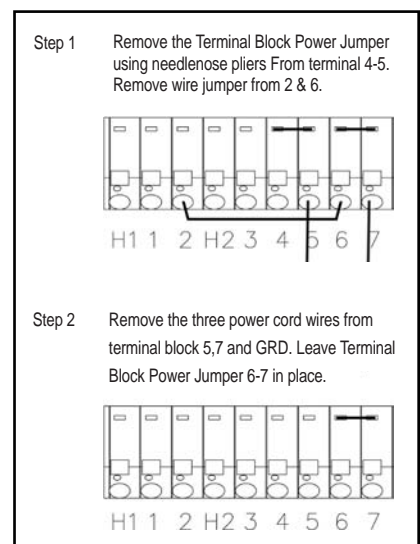 Step 1 Remove the Terminal Block Power Jumper
using needlenose pliers From terminal 4-5.
Remove wire jumper from 2 & 6.
H1 1 2 H2 3 4 5 6 7
Step 2 Remove the three power cord wires from
terminal block 5,7 and GRD. Leave Terminal
Block Power Jumper 6-7 in place.
H1 1 2 H2 3 4 5 6 7